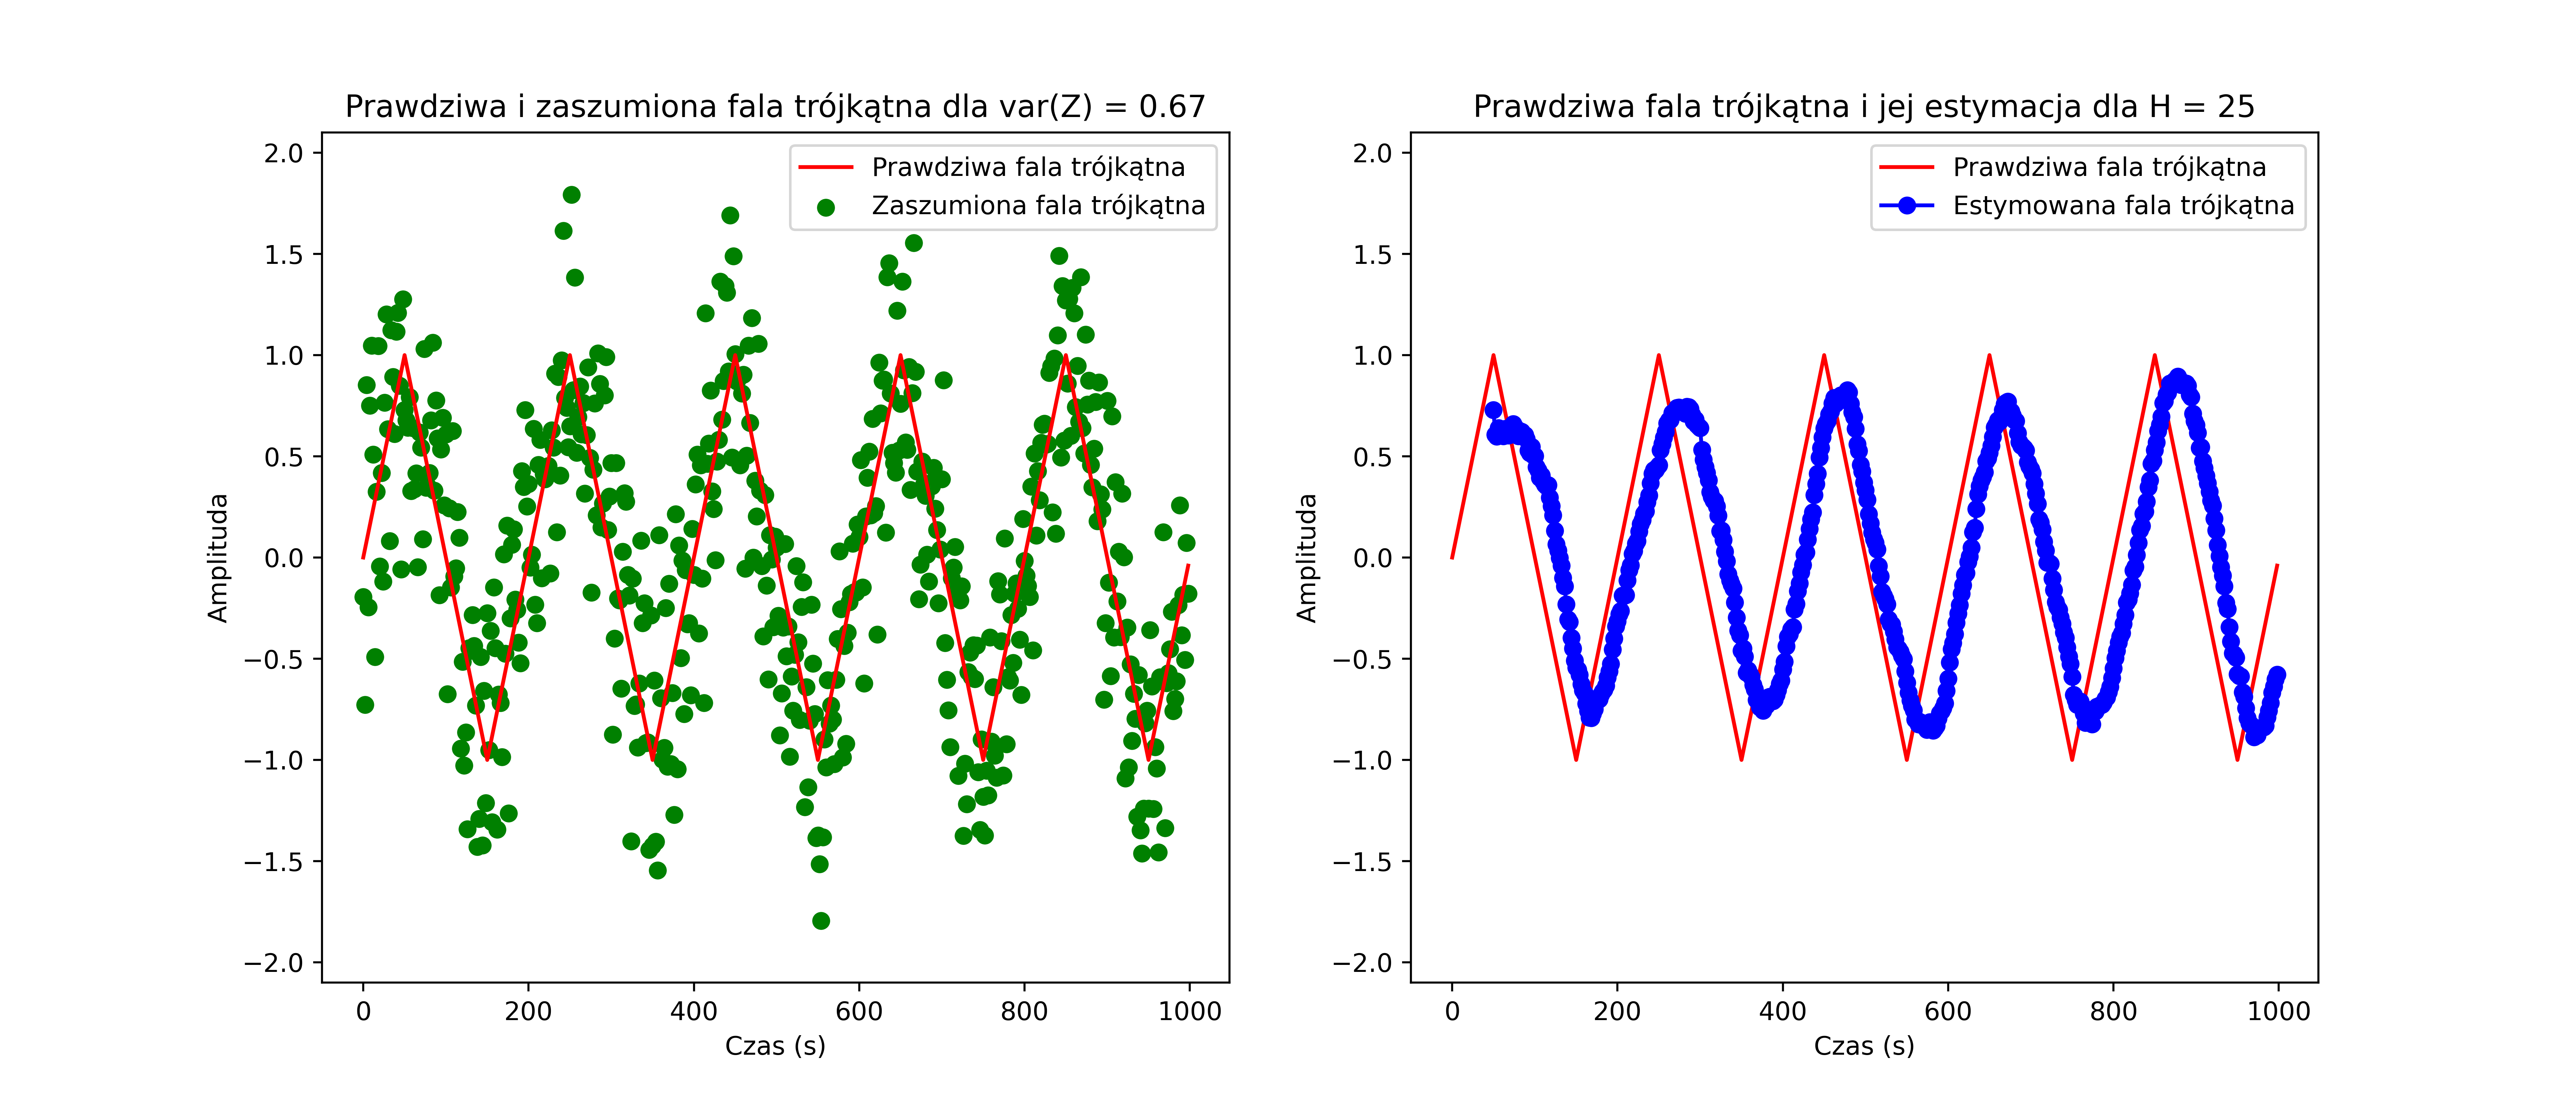 Prawdziwa i zaszumiona fala trójkątna dla var(Z) = 0.67
Prawdziwa fala trójkątna
Zaszumiona fala trójkątna
2.0
1.5
1.0
0.5
0.0
−0.5
−1.0
−1.5
−2.0
Amplituda
0 200 400 600 800 1000
Czas (s)
Prawdziwa fala trójkątna i jej estymacja dla H = 25
Prawdziwa fala trójkątna
Estymowana fala trójkątna
2.0
1.5
1.0
0.5
0.0
−0.5
−1.0
−1.5
−2.0
Amplituda
0 200 400 600 800 1000
Czas (s)